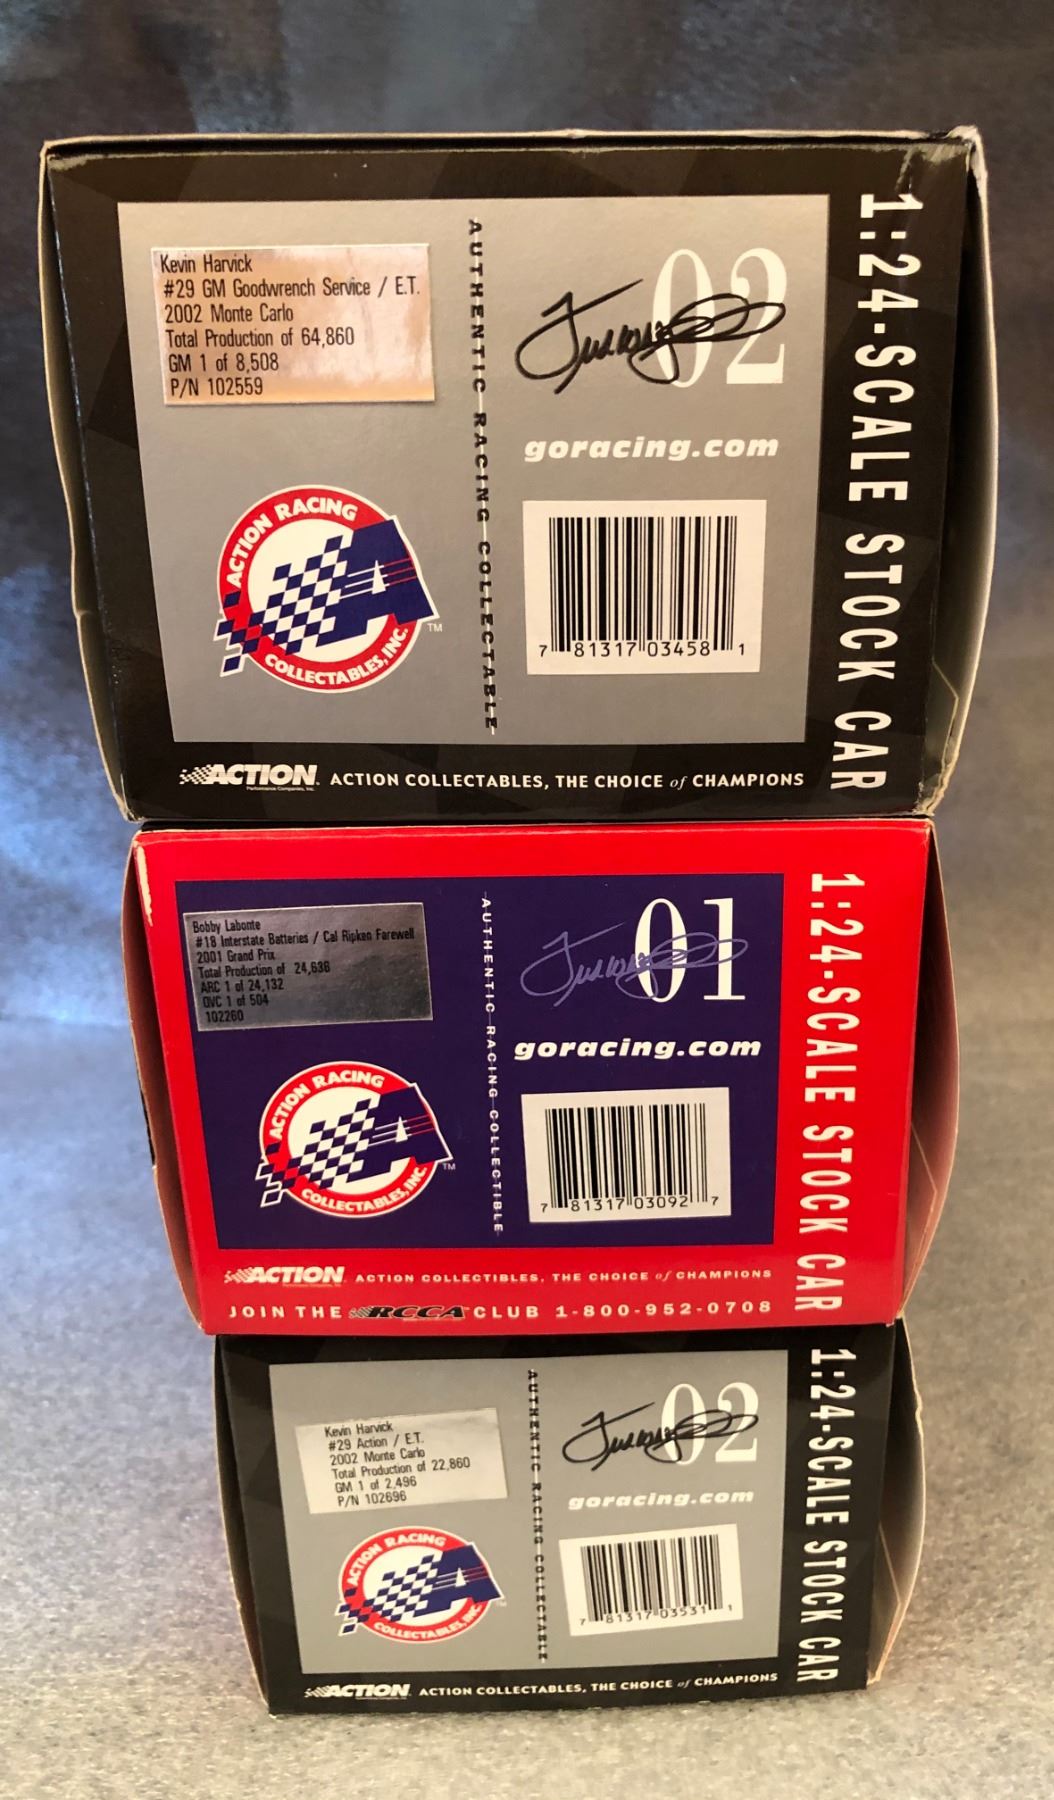 Kevin Harvick
#29 GM Goodwrench Service / E.T.
2002 Monte Carlo
Total Production of 64,860
GM 1 of 8,508
P/N 102559
ACTION RACING
COLLECTABLES, INC.
A
TM
AUTHENTIC RACING COLLECTABLE
02
goracing.com
7 81317 03458 1
1:24-SCALE STOCK CAR
ACTION
Performance Companies, Inc.
ACTION COLLECTABLES, THE CHOICE of CHAMPIONS
Bobby Labonte
#18 Interstate Batteries / Cal Ripken Farewell
2001 Grand Prix
Total Production of 24,636
ARC 1 of 24,132
QVC 1 of 504
102260
ACTION RACING
COLLECTABLES, INC.
A
TM
AUTHENTIC RACING COLLECTIBLE
01
goracing.com
7 81317 03092 7
1:24-SCALE STOCK CAR
ACTION
ACTION COLLECTIBLES, THE CHOICE of CHAMPIONS
JOIN THE RCCA CLUB 1-800-952-0708
Kevin Harvick
#29 Action / E.T.
2002 Monte Carlo
Total Production of 22,860
GM 1 of 2,496
P/N 102696
ACTION RACING
COLLECTABLES, INC.
A
AUTHENTIC RACING COLLECTABLE
02
goracing.com
7 81317 03531 1
1:24-SCALE STOCK CAR
ACTION
ACTION COLLECTABLES, THE CHOICE of CHAMPIONS